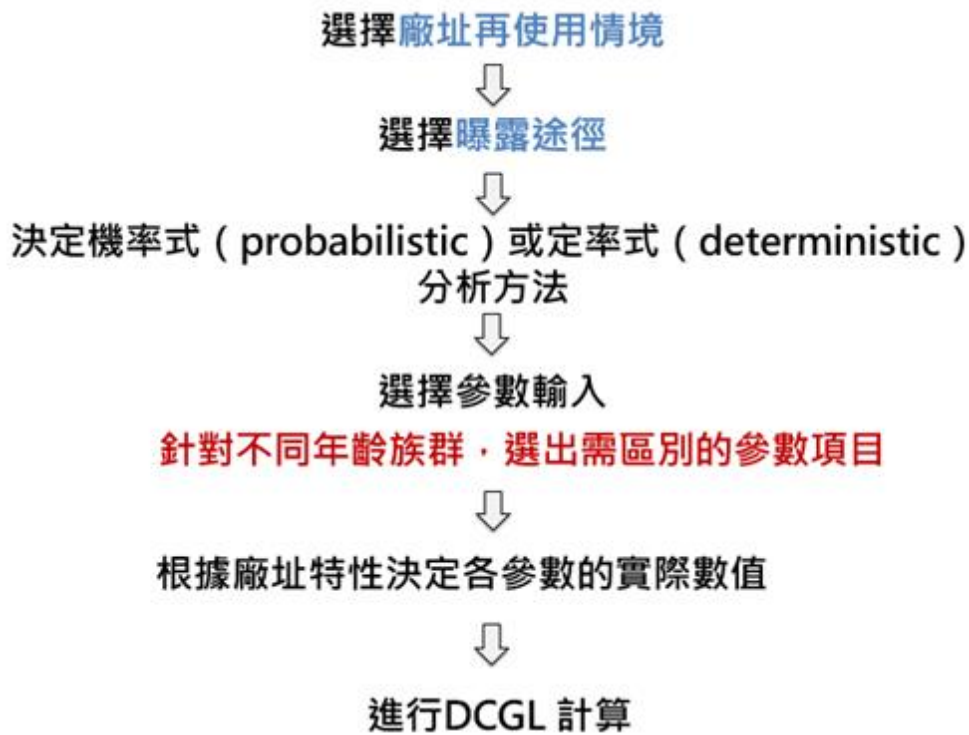 選擇廠址再使用情境
選擇曝露途徑
決定機率式（probabilistic）或定率式（deterministic）
分析方法
選擇參數輸入
針對不同年齡族群，選出需區別的參數項目
根據廠址特性決定各參數的實際數值
進行DCGL 計算